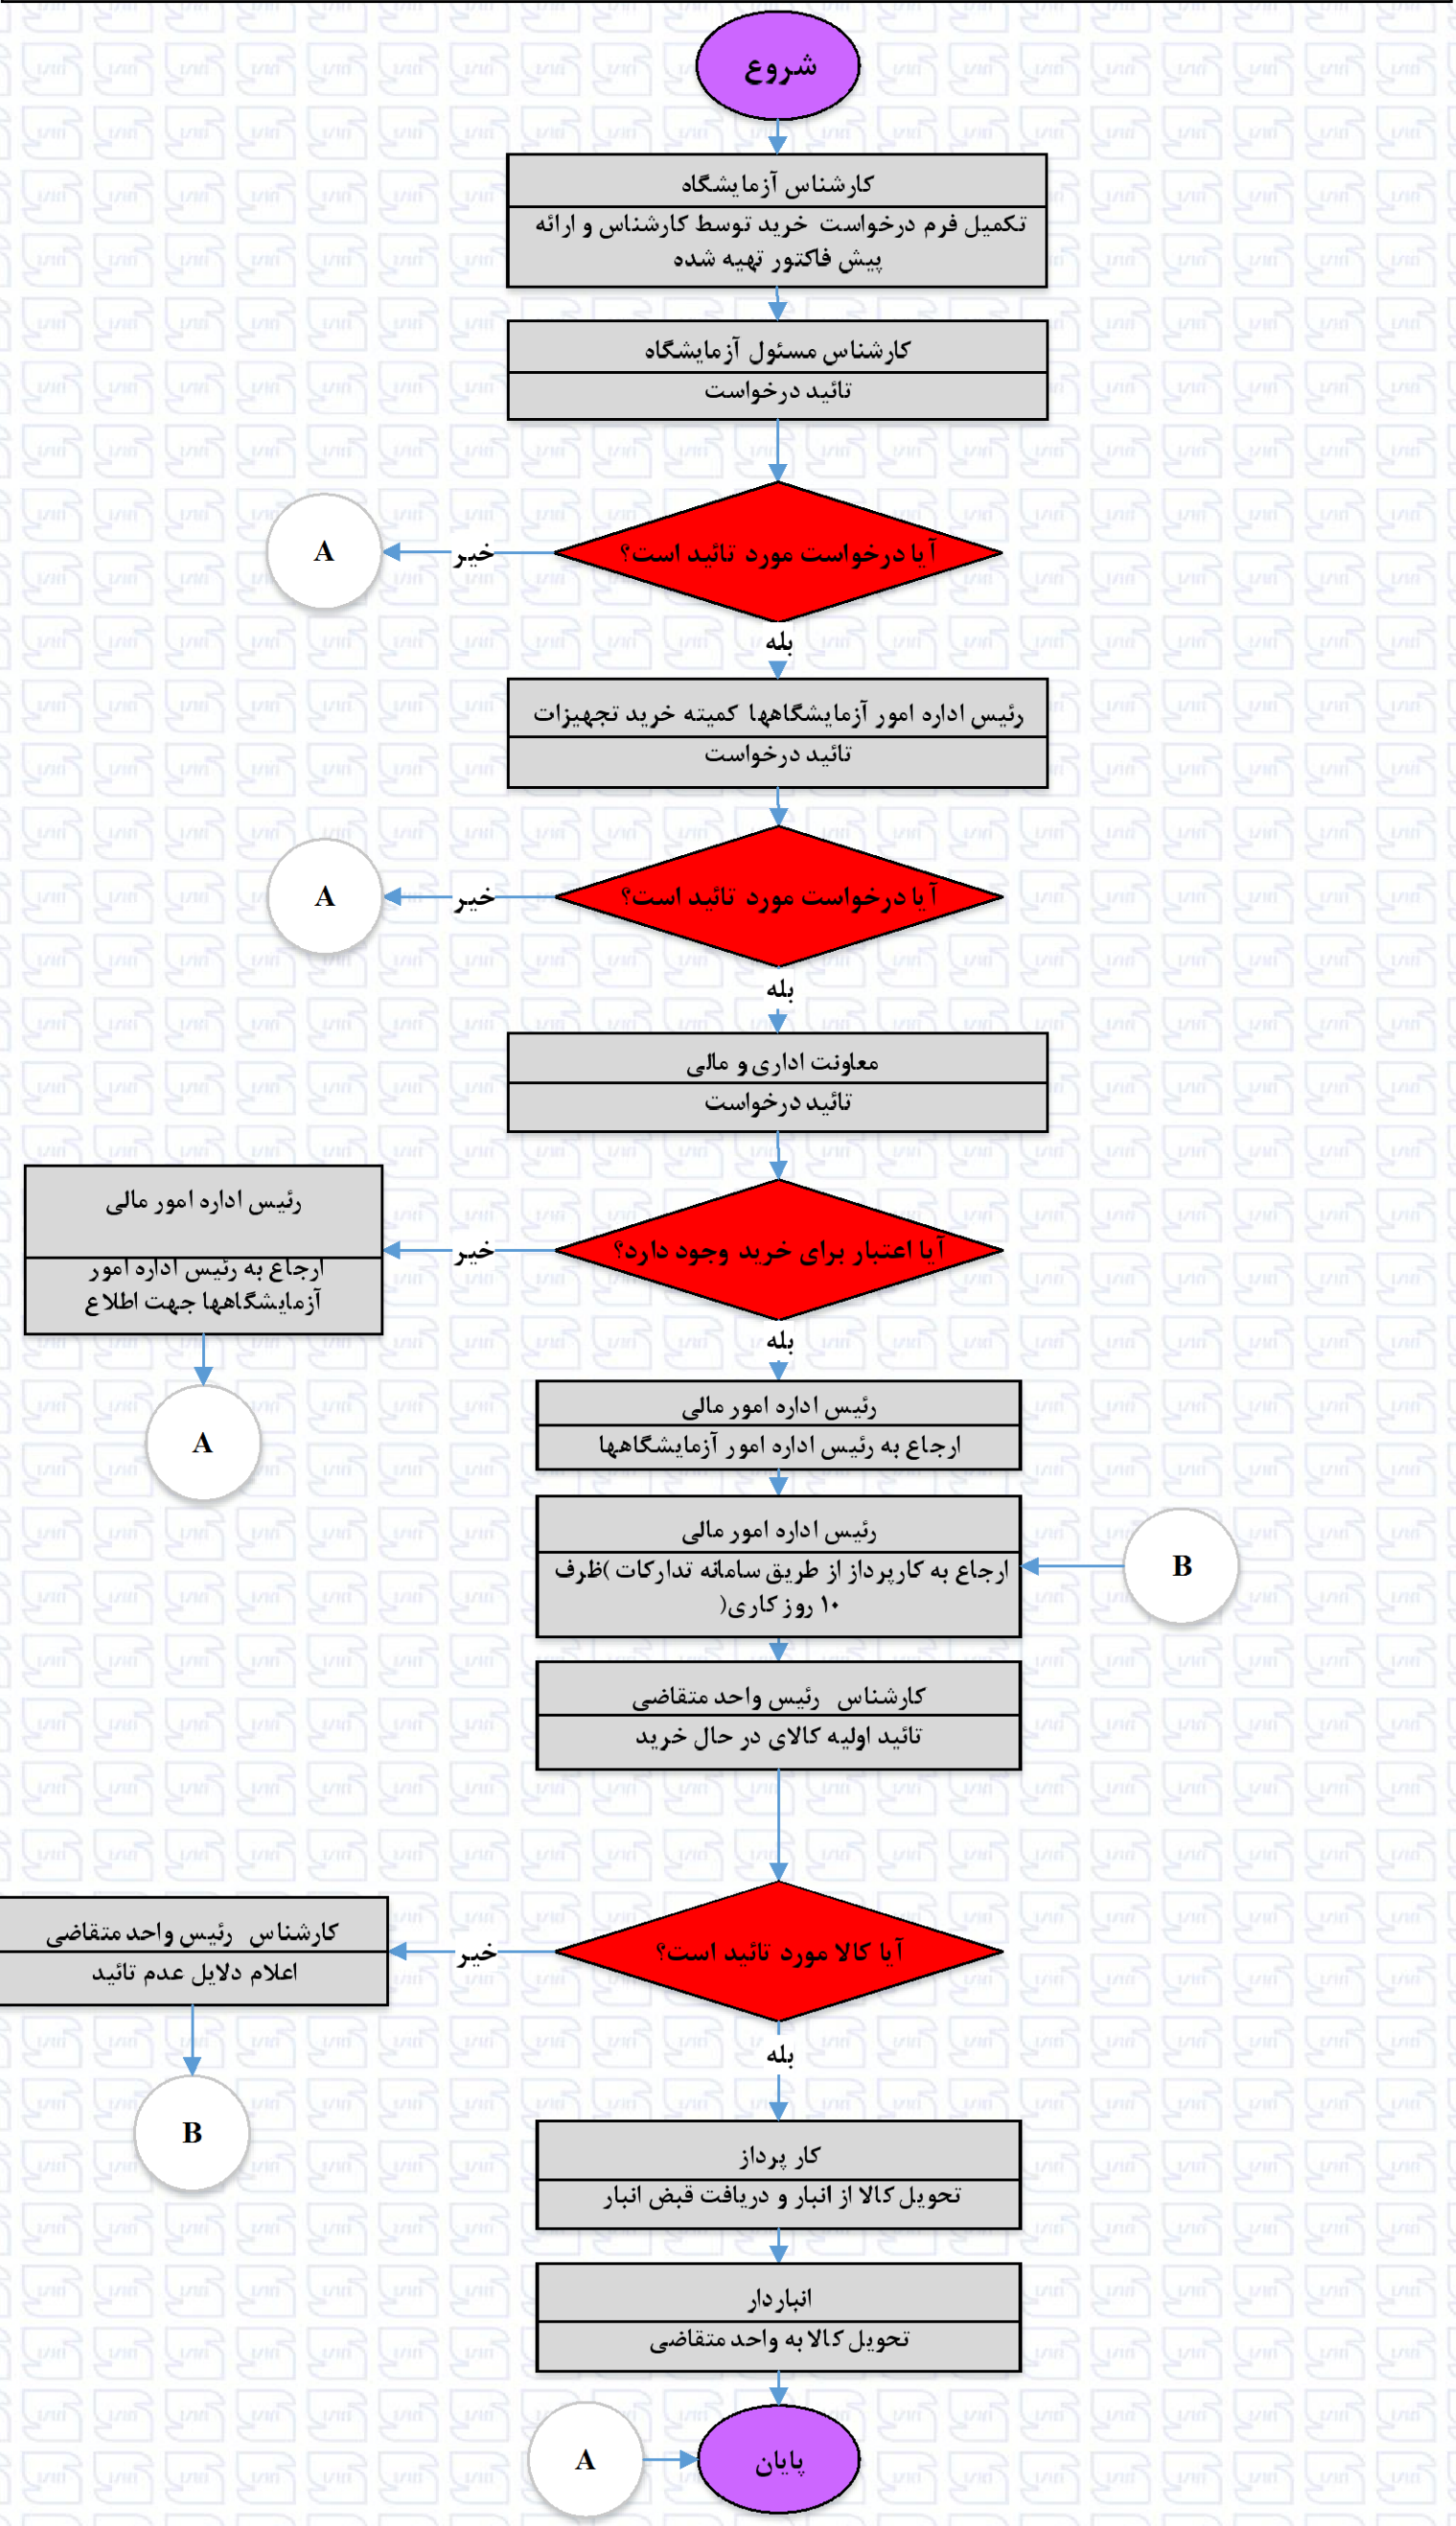 شروع
کارشناس آزمایشگاه
تکمیل فرم درخواست خرید توسط کارشناس و ارائه
پیش فاکتور تهیه شده
کارشناس مسئول آزمایشگاه
تائید درخواست
آیا درخواست مورد تائید است؟
خیر
A
بله
رئیس اداره امور آزمایشگاهها کمیته خرید تجهیزات
تائید درخواست
آیا درخواست مورد تائید است؟
خیر
A
بله
معاونت اداری و مالی
تائید درخواست
آیا اعتبار برای خرید وجود دارد؟
خیر
رئیس اداره امور مالی
ارجاع به رئیس اداره امور
آزمایشگاهها جهت اطلاع
A
بله
رئیس اداره امور مالی
ارجاع به رئیس اداره امور آزمایشگاهها
رئیس اداره امور مالی
ارجاع به کارپرداز از طریق سامانه تدارکات )ظرف
۱۰ روز کاری(
B
کارشناس رئیس واحد متقاضی
تائید اولیه کالای در حال خرید
آیا کالا مورد تائید است؟
خیر
کارشناس رئیس واحد متقاضی
اعلام دلایل عدم تائید
B
بله
کار پرداز
تحویل کالا از انبار و دریافت قبض انبار
انباردار
تحویل کالا به واحد متقاضی
A
پایان